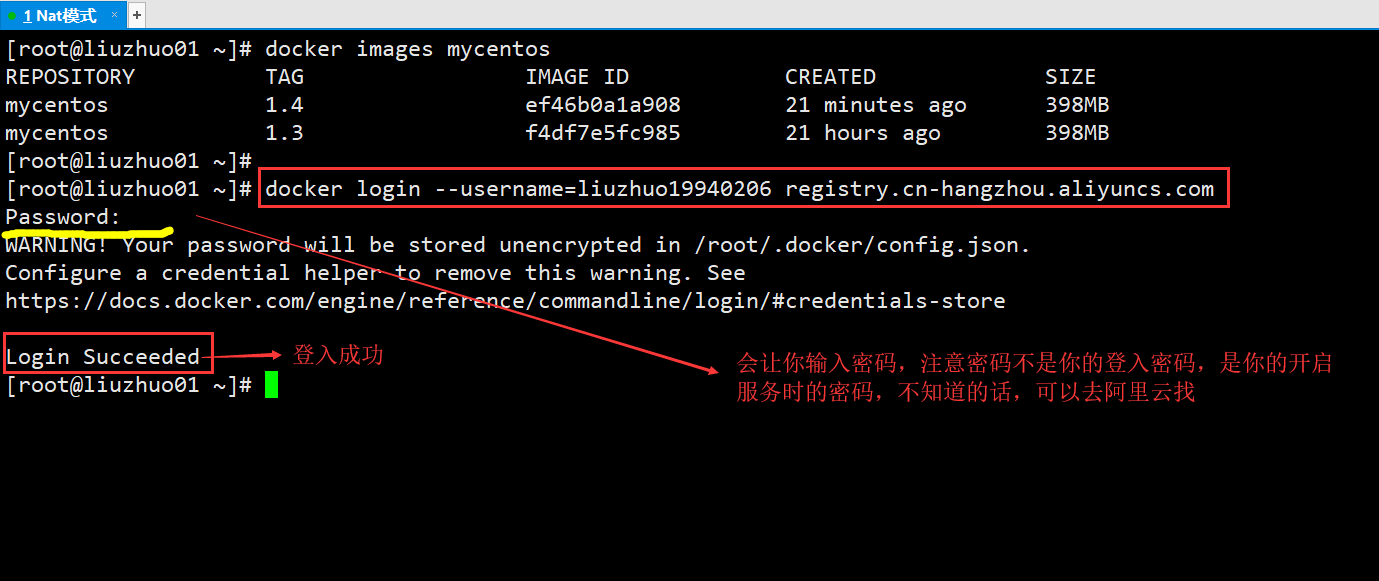 1 Nat模式 × +
[root@liuzhuo01 ~]# docker images mycentos
REPOSITORY TAG IMAGE ID CREATED SIZE
mycentos 1.4 ef46b0a1a908 21 minutes ago 398MB
mycentos 1.3 f4df7e5fc985 21 hours ago 398MB
[root@liuzhuo01 ~]#
[root@liuzhuo01 ~]# docker login --username=liuzhuo19940206 registry.cn-hangzhou.aliyuncs.com
Password:
WARNING! Your password will be stored unencrypted in /root/.docker/config.json.
Configure a credential helper to remove this warning. See
https://docs.docker.com/engine/reference/commandline/login/#credentials-store
Login Succeeded 登入成功
[root@liuzhuo01 ~]#
会让你输入密码，注意密码不是你的登入密码，是你的开启
服务时的密码，不知道的话，可以去阿里云找